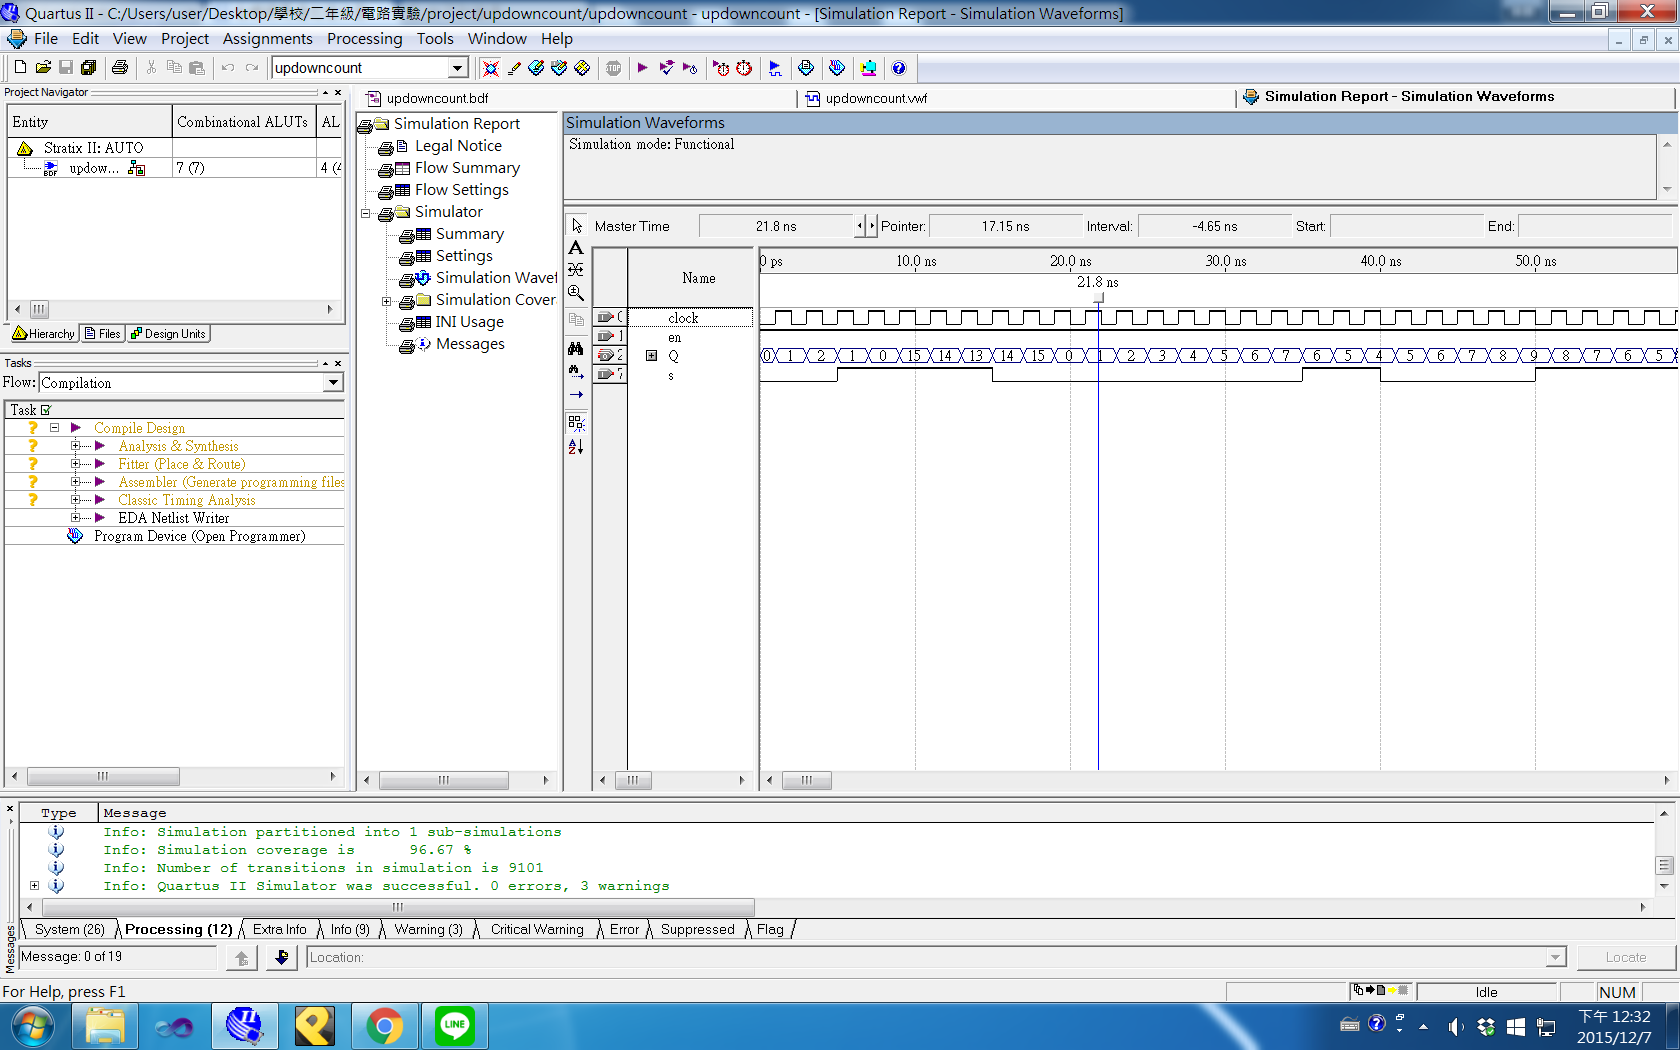 Quartus II - C:/Users/user/Desktop/學校/二年級/電路實驗/project/updowncount/updowncount - updowncount - [Simulation Report - Simulation Waveforms]
File Edit View Project Assignments Processing Tools Window Help
updowncount
Project Navigator
Entity Combinational ALUTs AL
Stratix II: AUTO
updow... 7 (7) 4 (4
Hierarchy Files Design Units
Tasks
Flow: Compilation
Task
Compile Design
Analysis & Synthesis
Fitter (Place & Route)
Assembler (Generate programming files
Classic Timing Analysis
EDA Netlist Writer
Program Device (Open Programmer)
updowncount.bdf updowncount.vwf Simulation Report - Simulation Waveforms
Simulation Report
Legal Notice
Flow Summary
Flow Settings
Simulator
Summary
Settings
Simulation Wavef
Simulation Cover
INI Usage
Messages
Simulation Waveforms
Simulation mode: Functional
Master Time 21.8 ns Pointer: 17.15 ns Interval: -4.65 ns Start: End:
Name
0 ps 10.0 ns 20.0 ns 30.0 ns 40.0 ns 50.0 ns
21.8 ns
clock
en
Q 0 1 2 1 0 15 14 13 14 15 0 1 2 3 4 5 6 7 6 5 4 5 6 7 8 9 8 7 6 5
s
Type Message
Info: Simulation partitioned into 1 sub-simulations
Info: Simulation coverage is 96.67 %
Info: Number of transitions in simulation is 9101
Info: Quartus II Simulator was successful. 0 errors, 3 warnings
System (26) Processing (12) Extra Info Info (9) Warning (3) Critical Warning Error Suppressed Flag
Messages
Message: 0 of 19 Location: Locate
For Help, press F1 Idle NUM
LINE
下午 12:32
2015/12/7